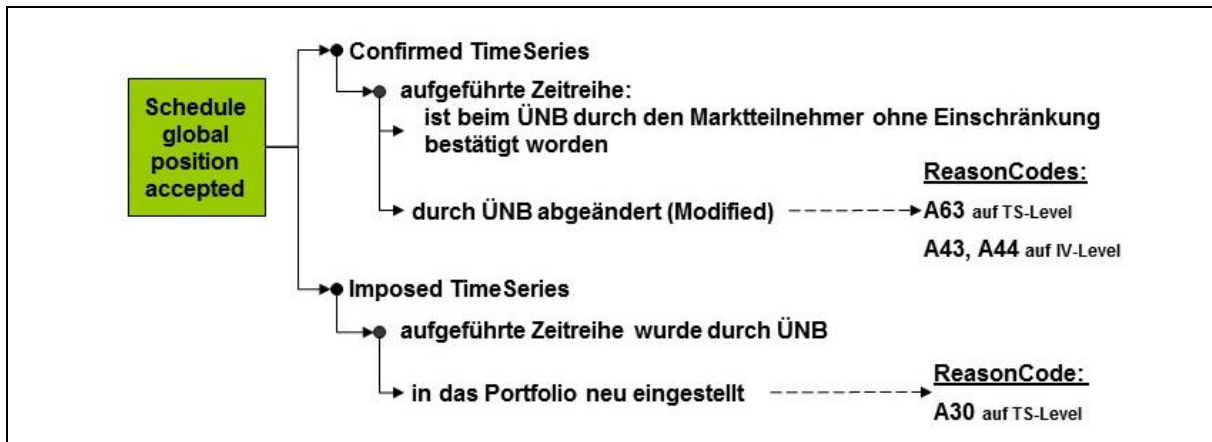 Schedule
global
position
accepted
Confirmed TimeSeries
aufgeführte Zeitreihe:
ist beim ÜNB durch den Marktteilnehmer ohne Einschränkung
bestätigt worden
durch ÜNB abgeändert (Modified)
ReasonCodes:
A63 auf TS-Level
A43, A44 auf IV-Level
Imposed TimeSeries
aufgeführte Zeitreihe wurde durch ÜNB
in das Portfolio neu eingestellt
ReasonCode:
A30 auf TS-Level